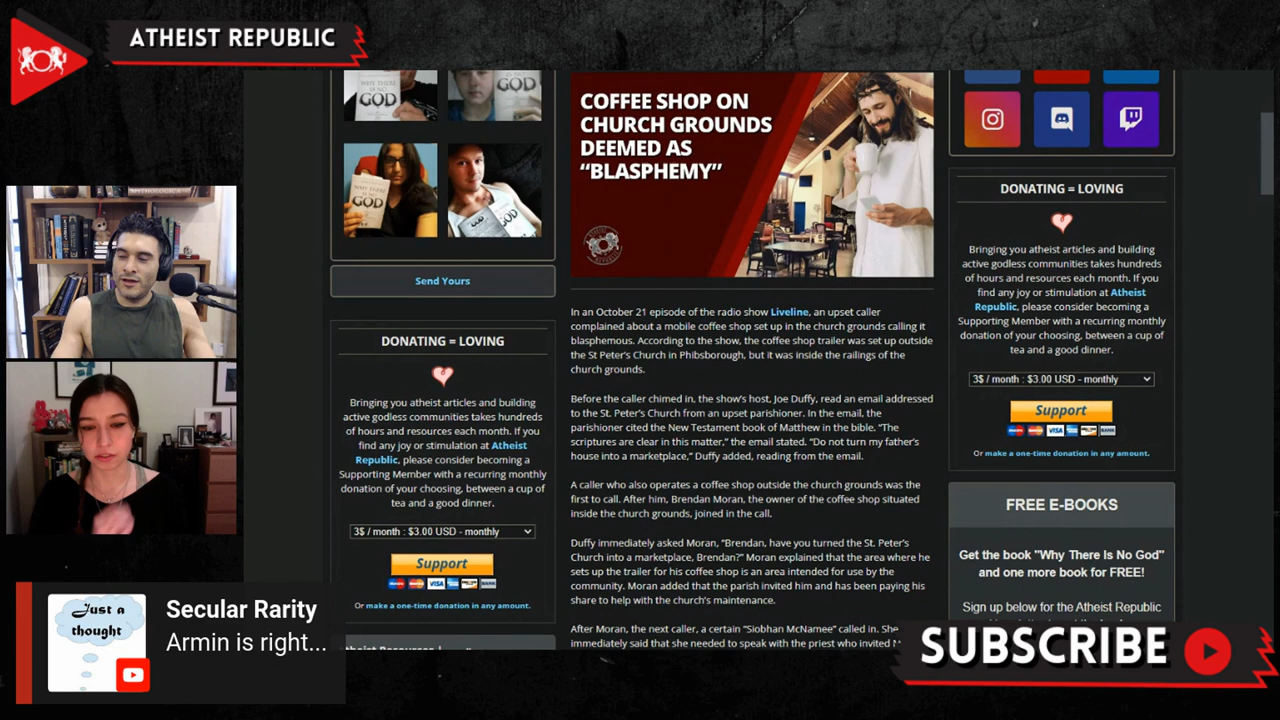 ATHEIST REPUBLIC
WHY THERE
IS NO
GOD
GOD
GOD
Send Yours
DONATING = LOVING
Bringing you atheist articles and building
active godless communities takes hundreds
of hours and resources each month. If you
find any joy or stimulation at Atheist
Republic, please consider becoming a
Supporting Member with a recurring monthly
donation of your choosing, between a cup of
tea and a good dinner.
3$ / month : $3.00 USD - monthly
Support
VISA
BANK
Or make a one-time donation in any amount.
COFFEE SHOP ON
CHURCH GROUNDS
DEEMED AS
“BLASPHEMY”
In an October 21 episode of the radio show Liveline, an upset caller
complained about a mobile coffee shop set up in the church grounds calling it
blasphemous. According to the show, the coffee shop trailer was set up outside
the St Peter's Church in Phibsborough, but it was inside the railings of the
church grounds.
Before the caller chimed in, the show's host, Joe Duffy, read an email addressed
to the St. Peter's Church from an upset parishioner. In the email, the
parishioner cited the New Testament book of Matthew in the bible. “The
scriptures are clear in this matter,” the email stated. “Do not turn my father's
house into a marketplace,” Duffy added, reading from the email.
A caller who also operates a coffee shop outside the church grounds was the
first to call. After him, Brendan Moran, the owner of the coffee shop situated
inside the church grounds, joined in the call.
Duffy immediately asked Moran, “Brendan, have you turned the St. Peter's
Church into a marketplace, Brendan?” Moran explained that the area where he
sets up the trailer for his coffee shop is an area intended for use by the
community. Moran added that the parish invited him and has been paying his
share to help with the church's maintenance.
After Moran, the next caller, a certain “Siobhan McNamee” called in. She
immediately said that she needed to speak with the priest who invited
DONATING = LOVING
Bringing you atheist articles and building
active godless communities takes hundreds
of hours and resources each month. If you
find any joy or stimulation at Atheist
Republic, please consider becoming a
Supporting Member with a recurring monthly
donation of your choosing, between a cup of
tea and a good dinner.
3$ / month : $3.00 USD - monthly
Support
VISA
BANK
Or make a one-time donation in any amount.
FREE E-BOOKS
Get the book "Why There Is No God"
and one more book for FREE!
Sign up below for the Atheist Republic
Just a
thought
Secular Rarity
Armin is right...
SUBSCRIBE